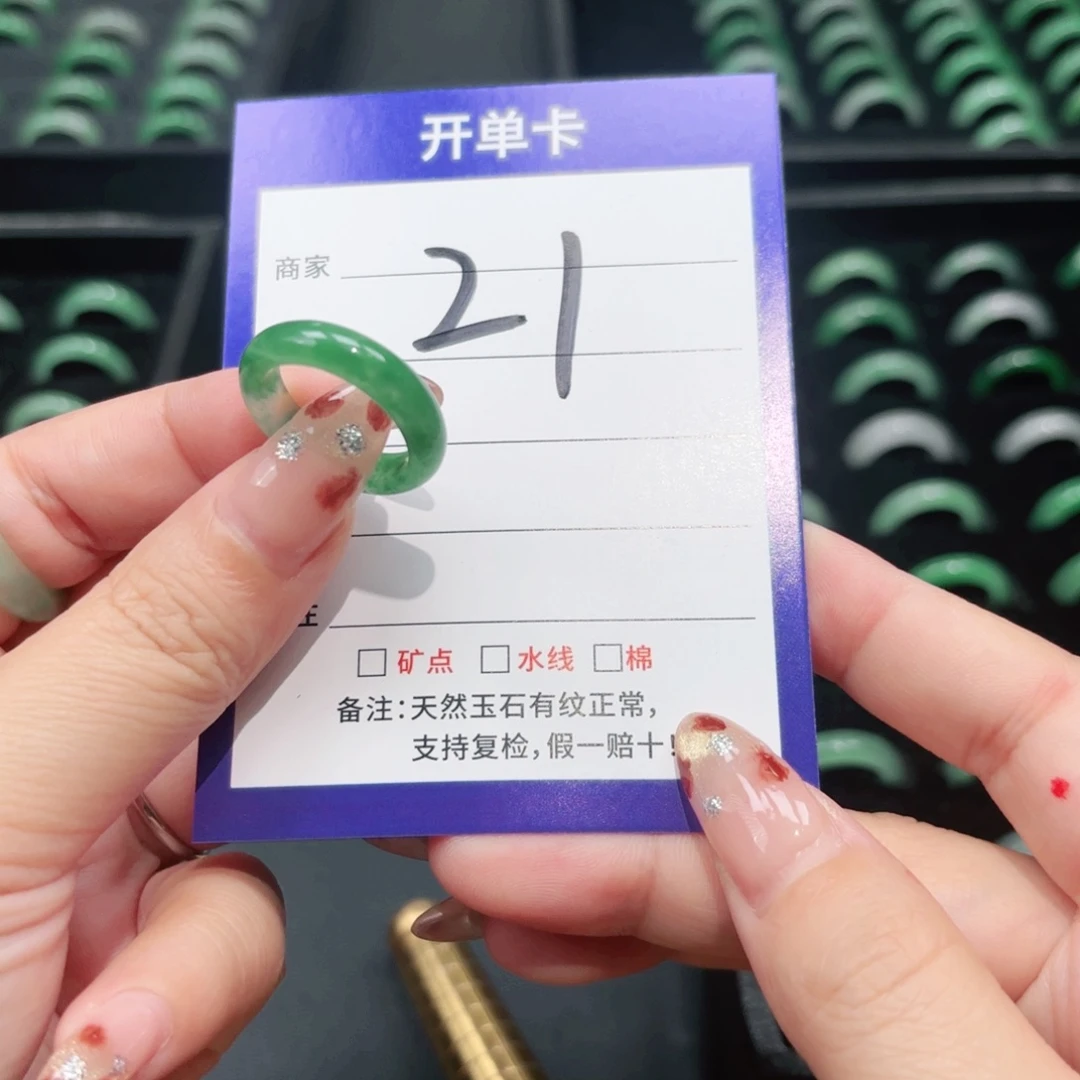 开单卡
商家
21
□ 矿点 □ 水线 □ 棉
备注:天然玉石有纹正常,
支持复检,假一赔十!